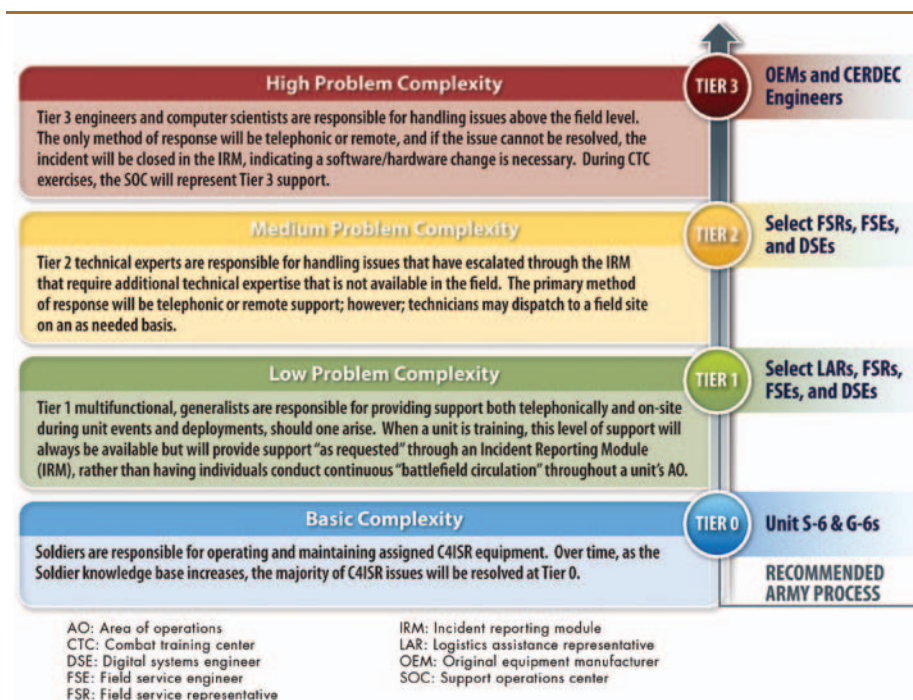 High Problem Complexity
TIER 3
OEMs and CERDEC
Engineers
Tier 3 engineers and computer scientists are responsible for handling issues above the field level.
The only method of response will be telephonic or remote, and if the issue cannot be resolved, the
incident will be closed in the IRM, indicating a software/hardware change is necessary. During CTC
exercises, the SOC will represent Tier 3 support.
Medium Problem Complexity
TIER 2
Select FSRs, FSEs,
and DSEs
Tier 2 technical experts are responsible for handling issues that have escalated through the IRM
that require additional technical expertise that is not available in the field. The primary method
of response will be telephonic or remote support; however; technicians may dispatch to a field site
on an as needed basis.
Low Problem Complexity
TIER 1
Select LARs, FSRs,
FSEs, and DSEs
Tier 1 multifunctional, generalists are responsible for providing support both telephonically and on-site
during unit events and deployments, should one arise. When a unit is training, this level of support will
always be available but will provide support "as requested" through an Incident Reporting Module
(IRM), rather than having individuals conduct continuous "battlefield circulation" throughout a unit's AO.
Basic Complexity
TIER 0
Unit S-6 & G-6s
Soldiers are responsible for operating and maintaining assigned C4ISR equipment. Over time, as the
Soldier knowledge base increases, the majority of C4ISR issues will be resolved at Tier 0.
RECOMMENDED
ARMY PROCESS
AO: Area of operations
CTC: Combat training center
DSE: Digital systems engineer
FSE: Field service engineer
FSR: Field service representative
IRM: Incident reporting module
LAR: Logistics assistance representative
OEM: Original equipment manufacturer
SOC: Support operations center